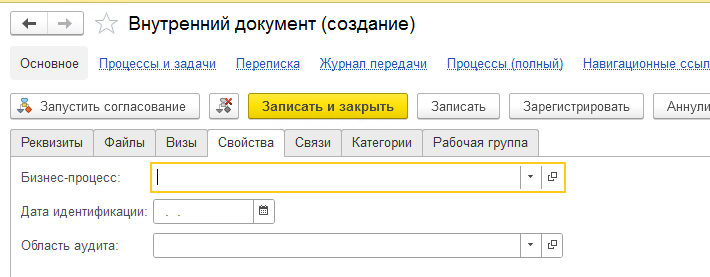 Внутренний документ (создание)
Основное Процессы и задачи Переписка Журнал передачи Процессы (полный) Навигационные ссыл
Запустить согласование Записать и закрыть Записать Зарегистрировать Аннули
Реквизиты Файлы Визы Свойства Связи Категории Рабочая группа
Бизнес-процесс:
Дата идентификации: . .
Область аудита: